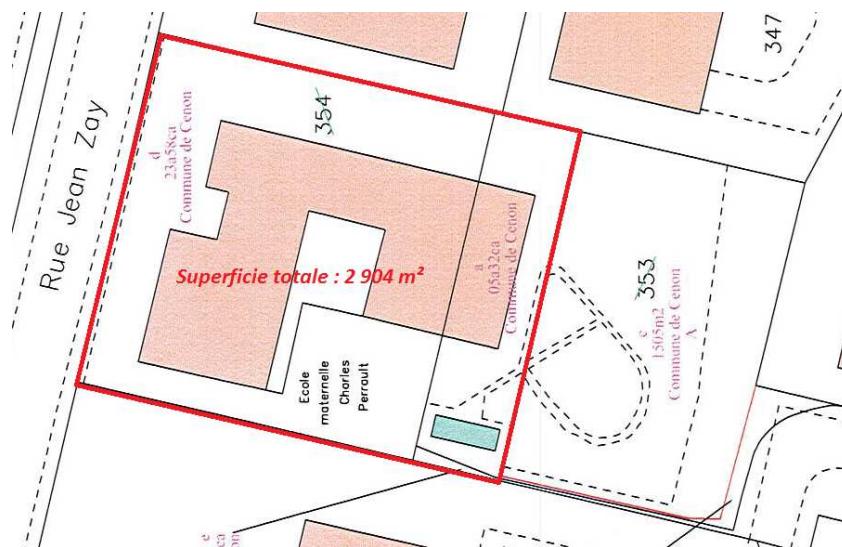 Rue Jean Zay
d
23a58ca
Commune de Cenon
354
347
Superficie totale : 2 904 m²
a
05a32ca
Commune de Cenon
353
c
1505m2
Commune de Cenon
A
Ecole
maternelle
Charles
Perrault
e